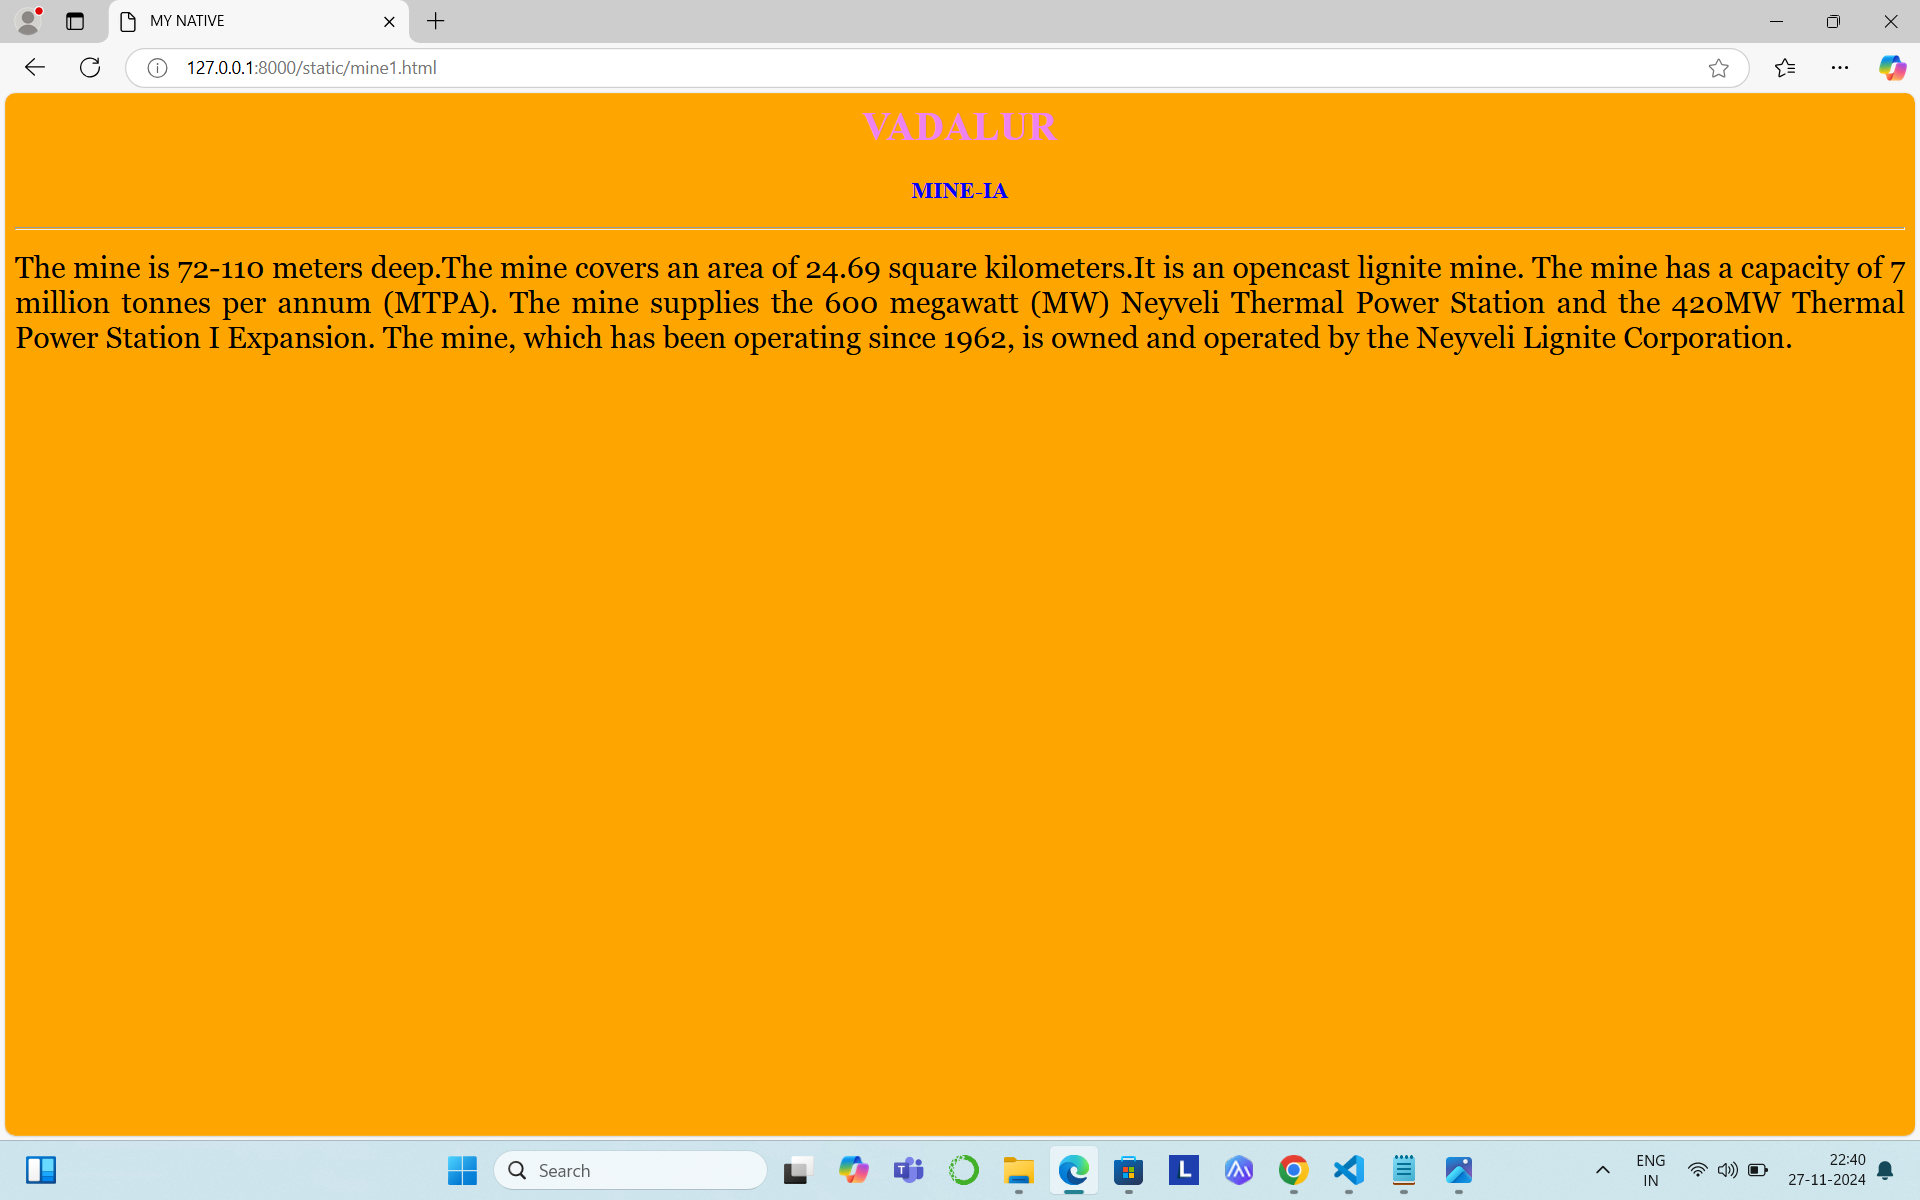 MY NATIVE
127.0.0.1:8000/static/mine1.html
VADALUR
MINE-IA
The mine is 72-110 meters deep.The mine covers an area of 24.69 square kilometers.It is an opencast lignite mine. The mine has a capacity of 7
million tonnes per annum (MTPA). The mine supplies the 600 megawatt (MW) Neyveli Thermal Power Station and the 420MW Thermal
Power Station I Expansion. The mine, which has been operating since 1962, is owned and operated by the Neyveli Lignite Corporation.
Search
T
L
ENG
IN
22:40
27-11-2024